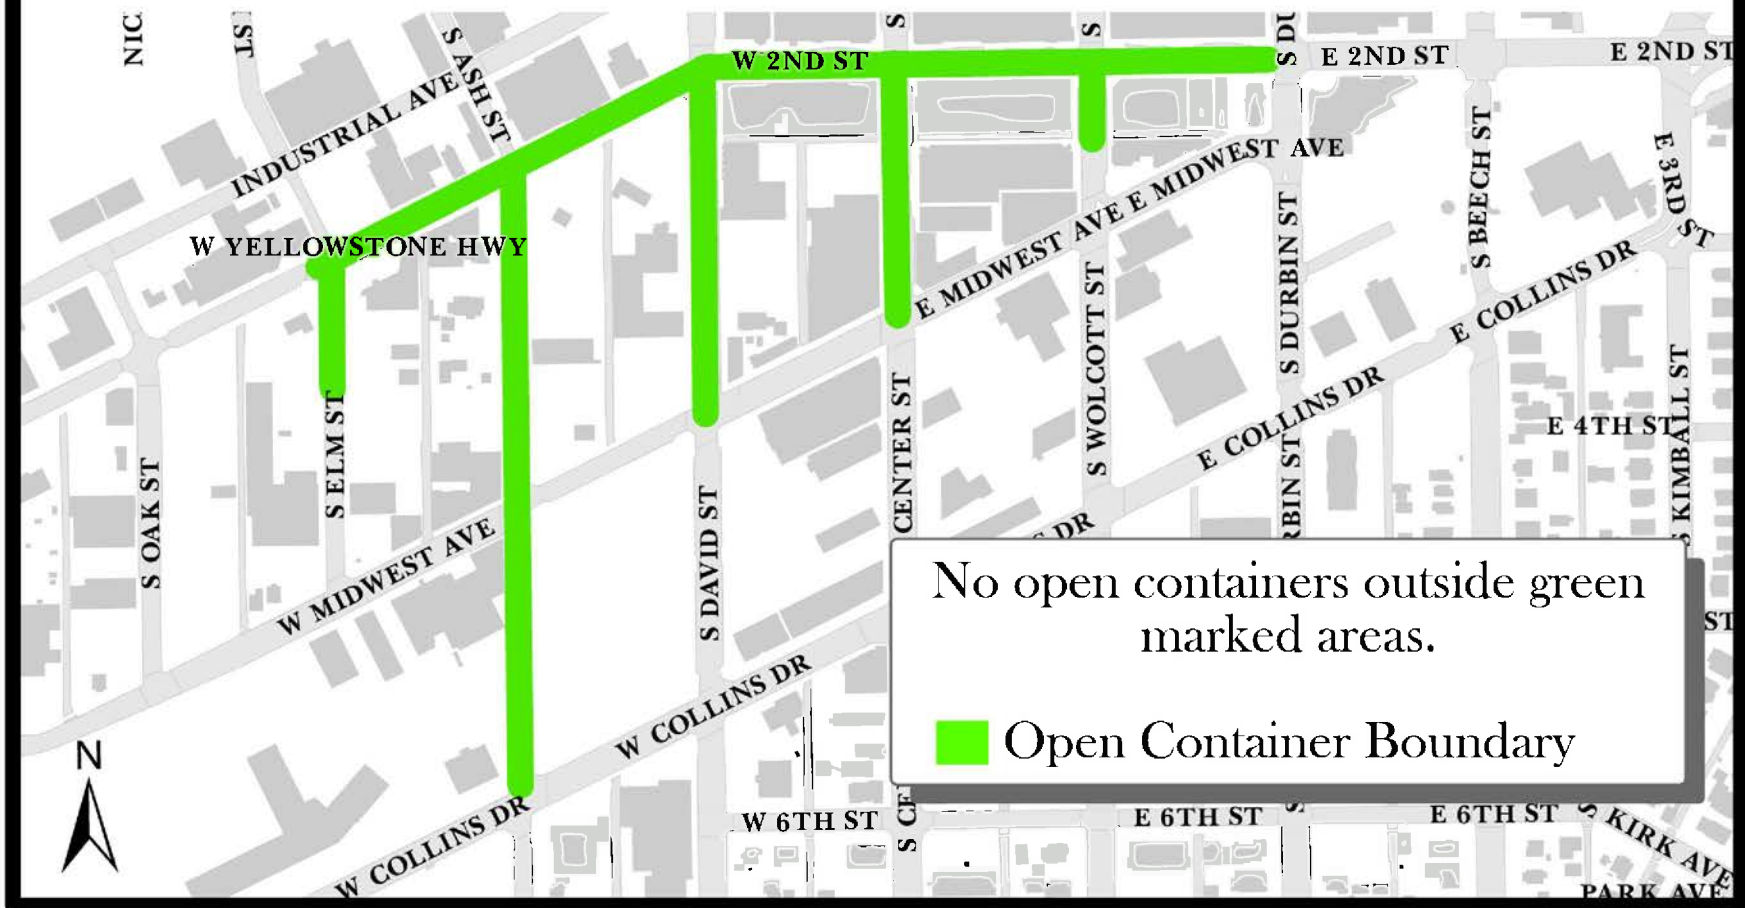 NIC
ST
S ASH ST
S
S
S DU
W 2ND ST
E 2ND ST
E 2ND ST
INDUSTRIAL AVE
E MIDWEST AVE
S BEECH ST
E 3RD ST
W YELLOWSTONE HWY
E MIDWEST AVE
S DURBIN ST
E COLLINS DR
S WOLCOTT ST
E COLLINS DR
S ELM ST
CENTER ST
E 4TH ST
S KIMBALL ST
S OAK ST
S DAVID ST
RBIN ST
W MIDWEST AVE
S DR
No open containers outside green
marked areas.
ST
W COLLINS DR
Open Container Boundary
N
W 6TH ST
S CE
E 6TH ST
S
E 6TH ST
S KIRK AVE
W COLLINS DR
PARK AVE